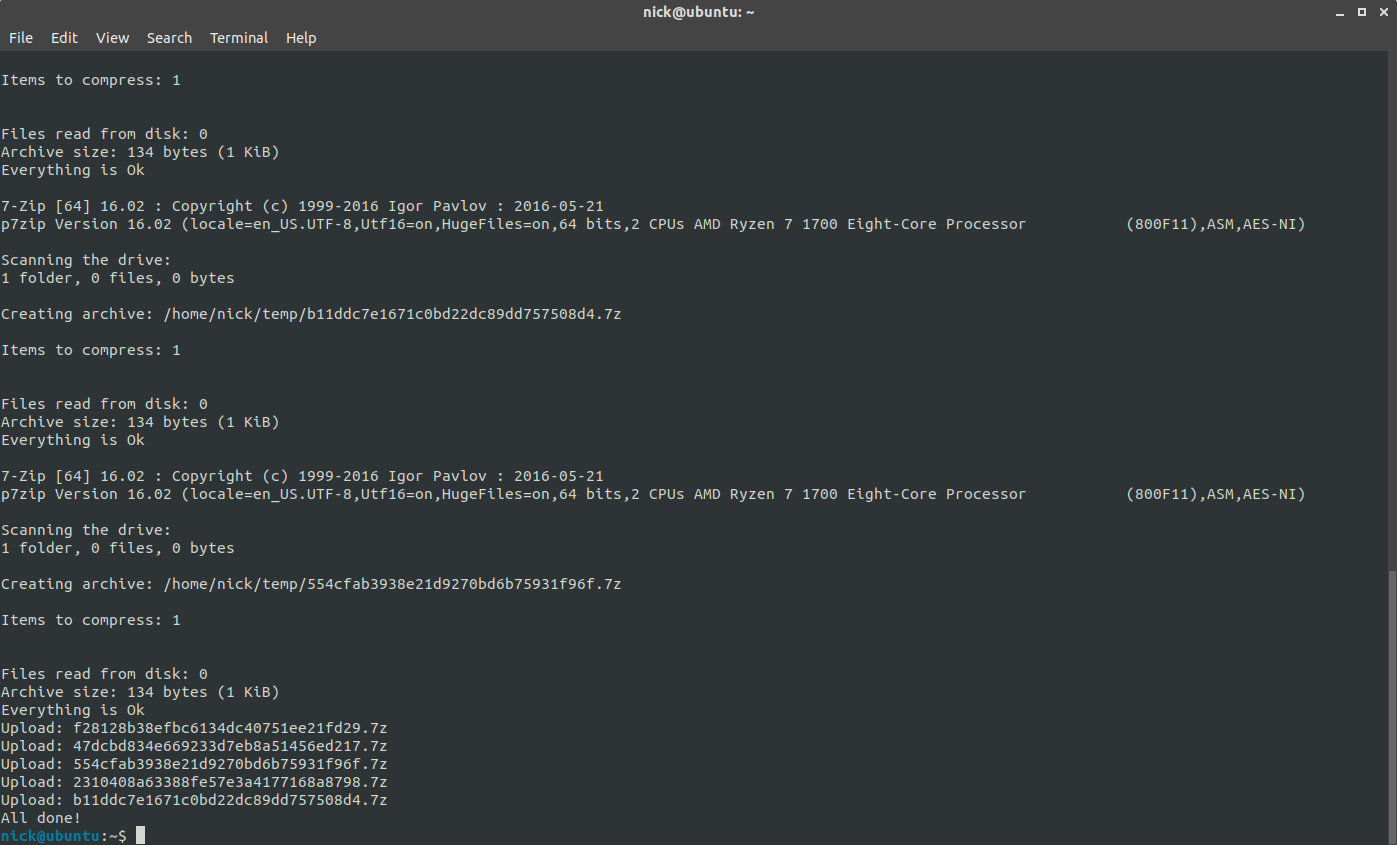 nick@ubuntu: ~
File Edit View Search Terminal Help
Items to compress: 1
Files read from disk: 0
Archive size: 134 bytes (1 KiB)
Everything is Ok
7-Zip [64] 16.02 : Copyright (c) 1999-2016 Igor Pavlov : 2016-05-21
p7zip Version 16.02 (locale=en_US.UTF-8,Utf16=on,HugeFiles=on,64 bits,2 CPUs AMD Ryzen 7 1700 Eight-Core Processor           (800F11),ASM,AES-NI)
Scanning the drive:
1 folder, 0 files, 0 bytes
Creating archive: /home/nick/temp/b11ddc7e1671c0bd22dc89dd757508d4.7z
Items to compress: 1
Files read from disk: 0
Archive size: 134 bytes (1 KiB)
Everything is Ok
7-Zip [64] 16.02 : Copyright (c) 1999-2016 Igor Pavlov : 2016-05-21
p7zip Version 16.02 (locale=en_US.UTF-8,Utf16=on,HugeFiles=on,64 bits,2 CPUs AMD Ryzen 7 1700 Eight-Core Processor           (800F11),ASM,AES-NI)
Scanning the drive:
1 folder, 0 files, 0 bytes
Creating archive: /home/nick/temp/554cfab3938e21d9270bd6b75931f96f.7z
Items to compress: 1
Files read from disk: 0
Archive size: 134 bytes (1 KiB)
Everything is Ok
Upload: f28128b38efbc6134dc40751ee21fd29.7z
Upload: 47dcbd834e669233d7eb8a51456ed217.7z
Upload: 554cfab3938e21d9270bd6b75931f96f.7z
Upload: 2310408a63388fe57e3a4177168a8798.7z
Upload: b11ddc7e1671c0bd22dc89dd757508d4.7z
All done!
nick@ubuntu:~$